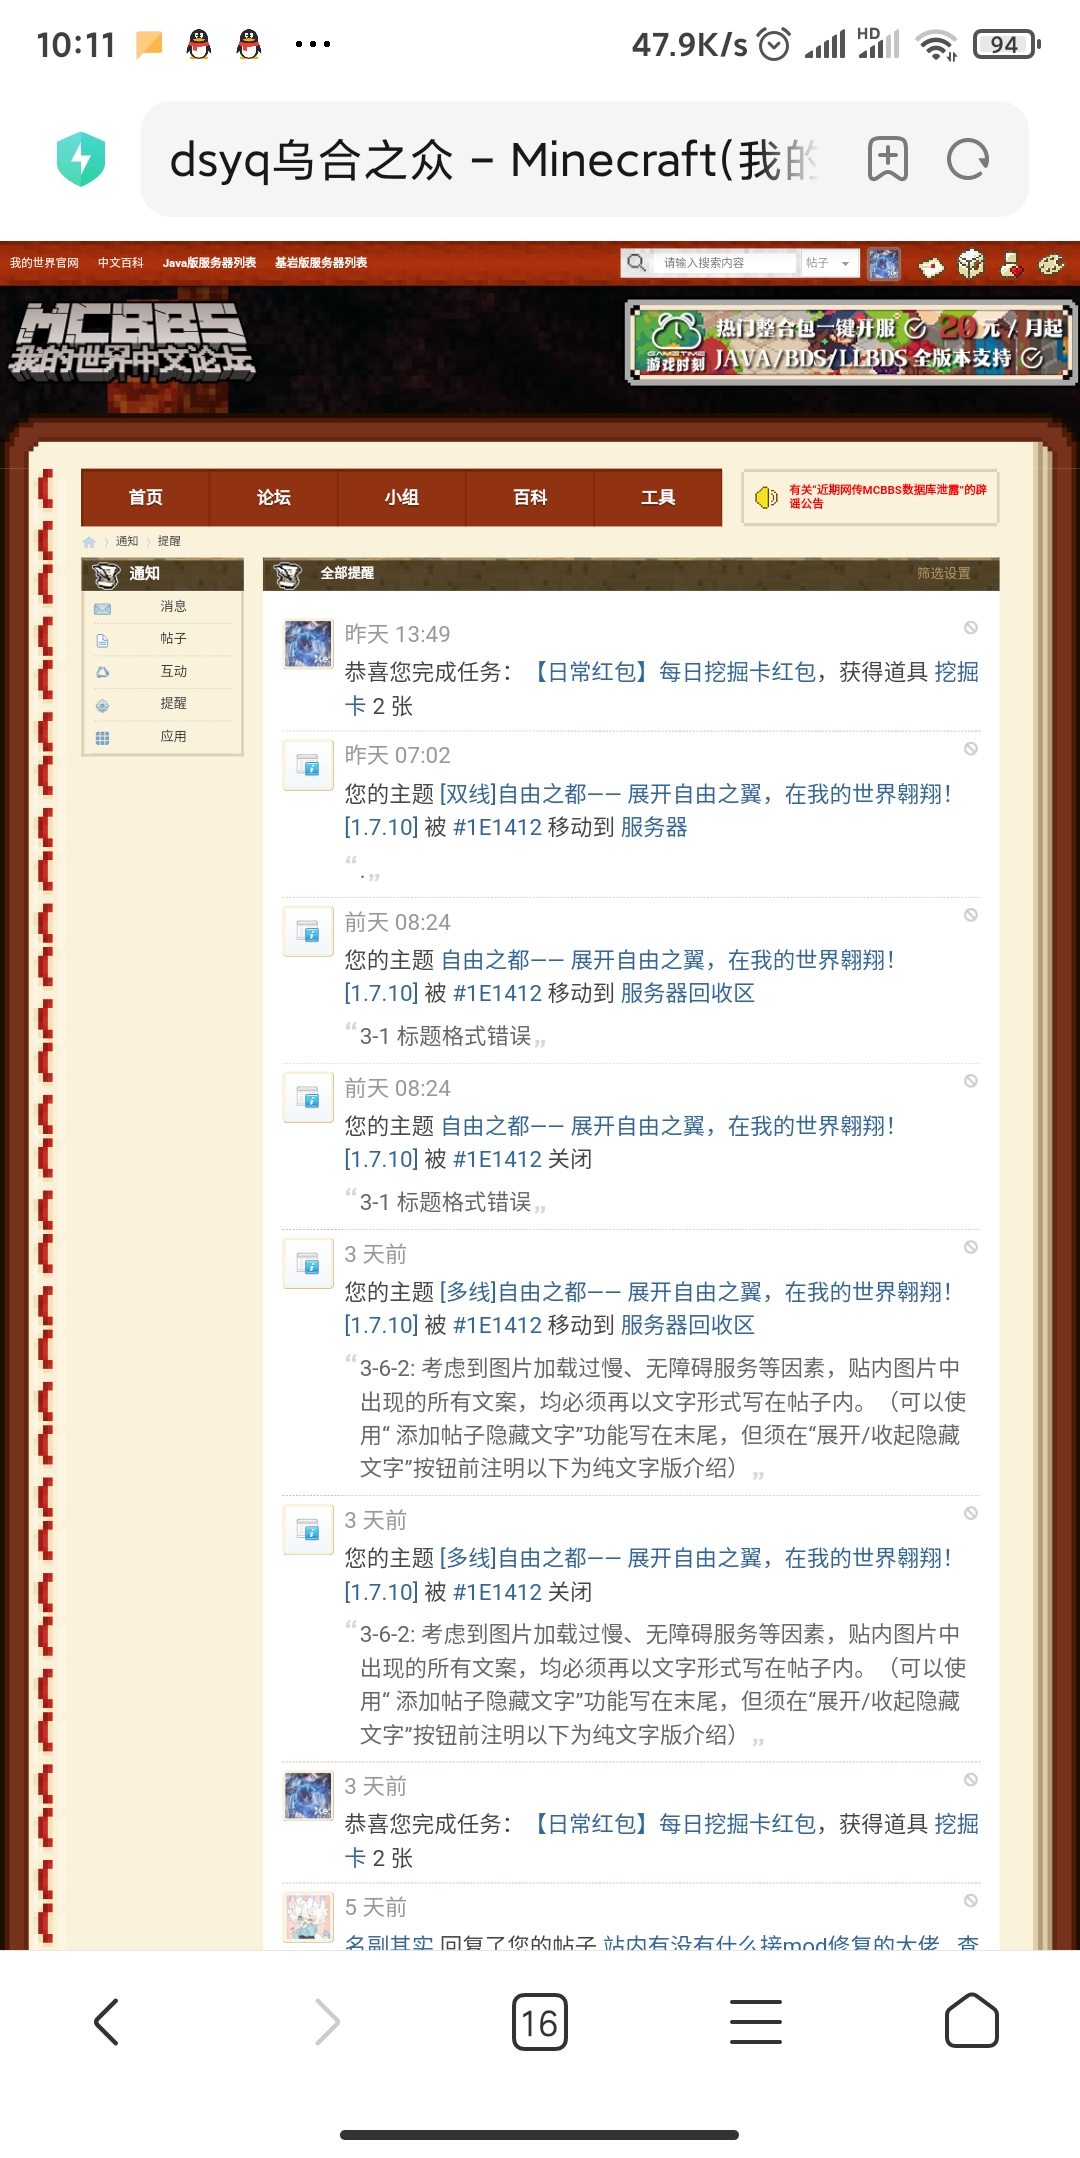 10:11
47.9K/s
HD
94
dsyq乌合之众 – Minecraft(我的
我的世界官网 中文百科 Java版服务器列表 基岩版服务器列表
请输入搜索内容 帖子
MCBBS
我的世界中文论坛
热门整合包一键开服 20元 / 月起
GAMETIME
游戏时刻
JAVA/BDS/LLBDS 全版本支持
首页 论坛 小组 百科 工具
有关“近期网传MCBBS数据库泄露”的辟
谣公告
通知 提醒
通知
消息
帖子
互动
提醒
应用
全部提醒 筛选设置
昨天 13:49
恭喜您完成任务：【日常红包】每日挖掘卡红包，获得道具 挖掘
卡 2 张
昨天 07:02
您的主题 [双线]自由之都—— 展开自由之翼，在我的世界翱翔！
[1.7.10] 被 #1E1412 移动到 服务器
“ . ”
前天 08:24
您的主题 自由之都—— 展开自由之翼，在我的世界翱翔！
[1.7.10] 被 #1E1412 移动到 服务器回收区
“ 3-1 标题格式错误 ”
前天 08:24
您的主题 自由之都—— 展开自由之翼，在我的世界翱翔！
[1.7.10] 被 #1E1412 关闭
“ 3-1 标题格式错误 ”
3 天前
您的主题 [多线]自由之都—— 展开自由之翼，在我的世界翱翔！
[1.7.10] 被 #1E1412 移动到 服务器回收区
“ 3-6-2: 考虑到图片加载过慢、无障碍服务等因素，贴内图片中
出现的所有文案，均必须再以文字形式写在帖子内。（可以使
用“ 添加帖子隐藏文字”功能写在末尾，但须在“展开/收起隐藏
文字”按钮前注明以下为纯文字版介绍） ”
3 天前
您的主题 [多线]自由之都—— 展开自由之翼，在我的世界翱翔！
[1.7.10] 被 #1E1412 关闭
“ 3-6-2: 考虑到图片加载过慢、无障碍服务等因素，贴内图片中
出现的所有文案，均必须再以文字形式写在帖子内。（可以使
用“ 添加帖子隐藏文字”功能写在末尾，但须在“展开/收起隐藏
文字”按钮前注明以下为纯文字版介绍） ”
3 天前
恭喜您完成任务：【日常红包】每日挖掘卡红包，获得道具 挖掘
卡 2 张
5 天前
名副其实 回复了您的帖子 站内有没有什么接mod修复的大佬 查
16